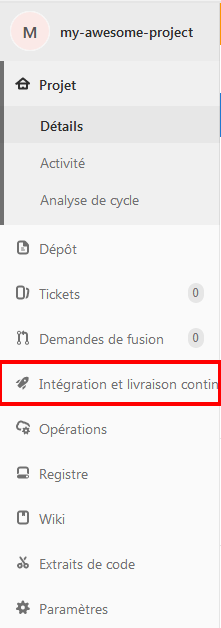 M my-awesome-project
Projet
Détails
Activité
Analyse de cycle
Dépôt
Tickets 0
Demandes de fusion 0
Intégration et livraison contin
Opérations
Registre
Wiki
Extraits de code
Paramètres